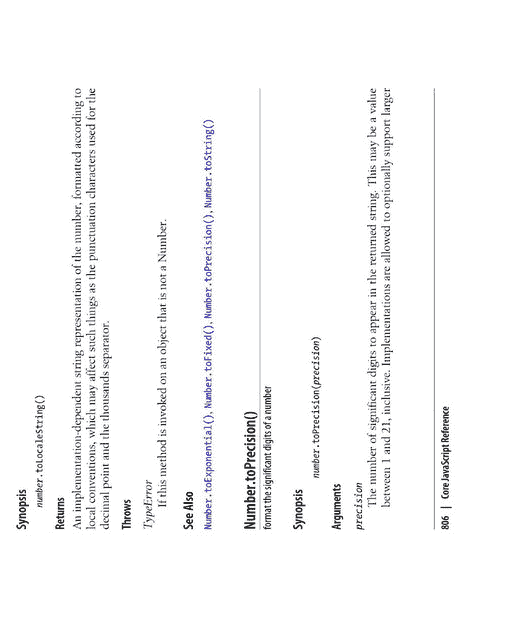 Synopsis
number.toLocaleString()
Returns
An implementation-dependent string representation of the number, formatted according to
local conventions, which may affect such things as the punctuation characters used for the
decimal point and the thousands separator.
Throws
TypeError
If this method is invoked on an object that is not a Number.
See Also
Number.toExponential(), Number.toFixed(), Number.toPrecision(), Number.toString()
Number.toPrecision()
format the significant digits of a number
Synopsis
number.toPrecision(precision)
Arguments
precision
The number of significant digits to appear in the returned string. This may be a value
between 1 and 21, inclusive. Implementations are allowed to optionally support larger
806 | Core JavaScript Reference